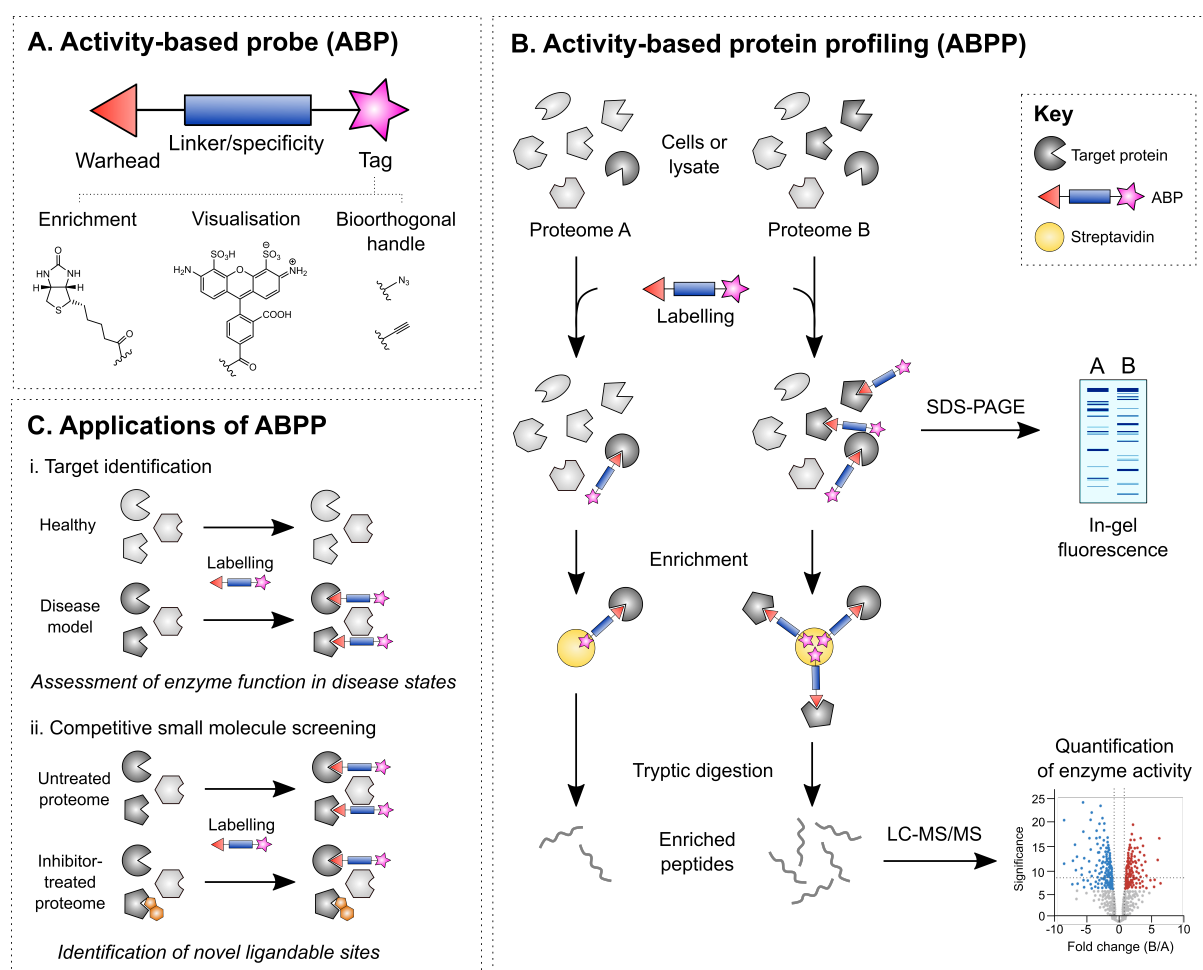 A. Activity-based probe (ABP)
Warhead
Linker/specificity
Tag
Enrichment
Visualisation
Bioorthogonal
handle
O
HN
NH
H
H
S
O
SO₃H
⊖
SO₃
H₂N
O
⊕
NH₂
COOH
O
N₃
B. Activity-based protein profiling (ABPP)
Cells or
lysate
Proteome A
Proteome B
Key
Target protein
ABP
Streptavidin
Labelling
SDS-PAGE
A
B
In-gel
fluorescence
Enrichment
Tryptic digestion
Enriched
peptides
LC-MS/MS
Quantification
of enzyme activity
Significance
25
20
15
10
5
0
-10
-5
0
5
10
Fold change (B/A)
C. Applications of ABPP
i. Target identification
Healthy
Labelling
Disease
model
Assessment of enzyme function in disease states
ii. Competitive small molecule screening
Untreated
proteome
Labelling
Inhibitor-
treated
proteome
Identification of novel ligandable sites